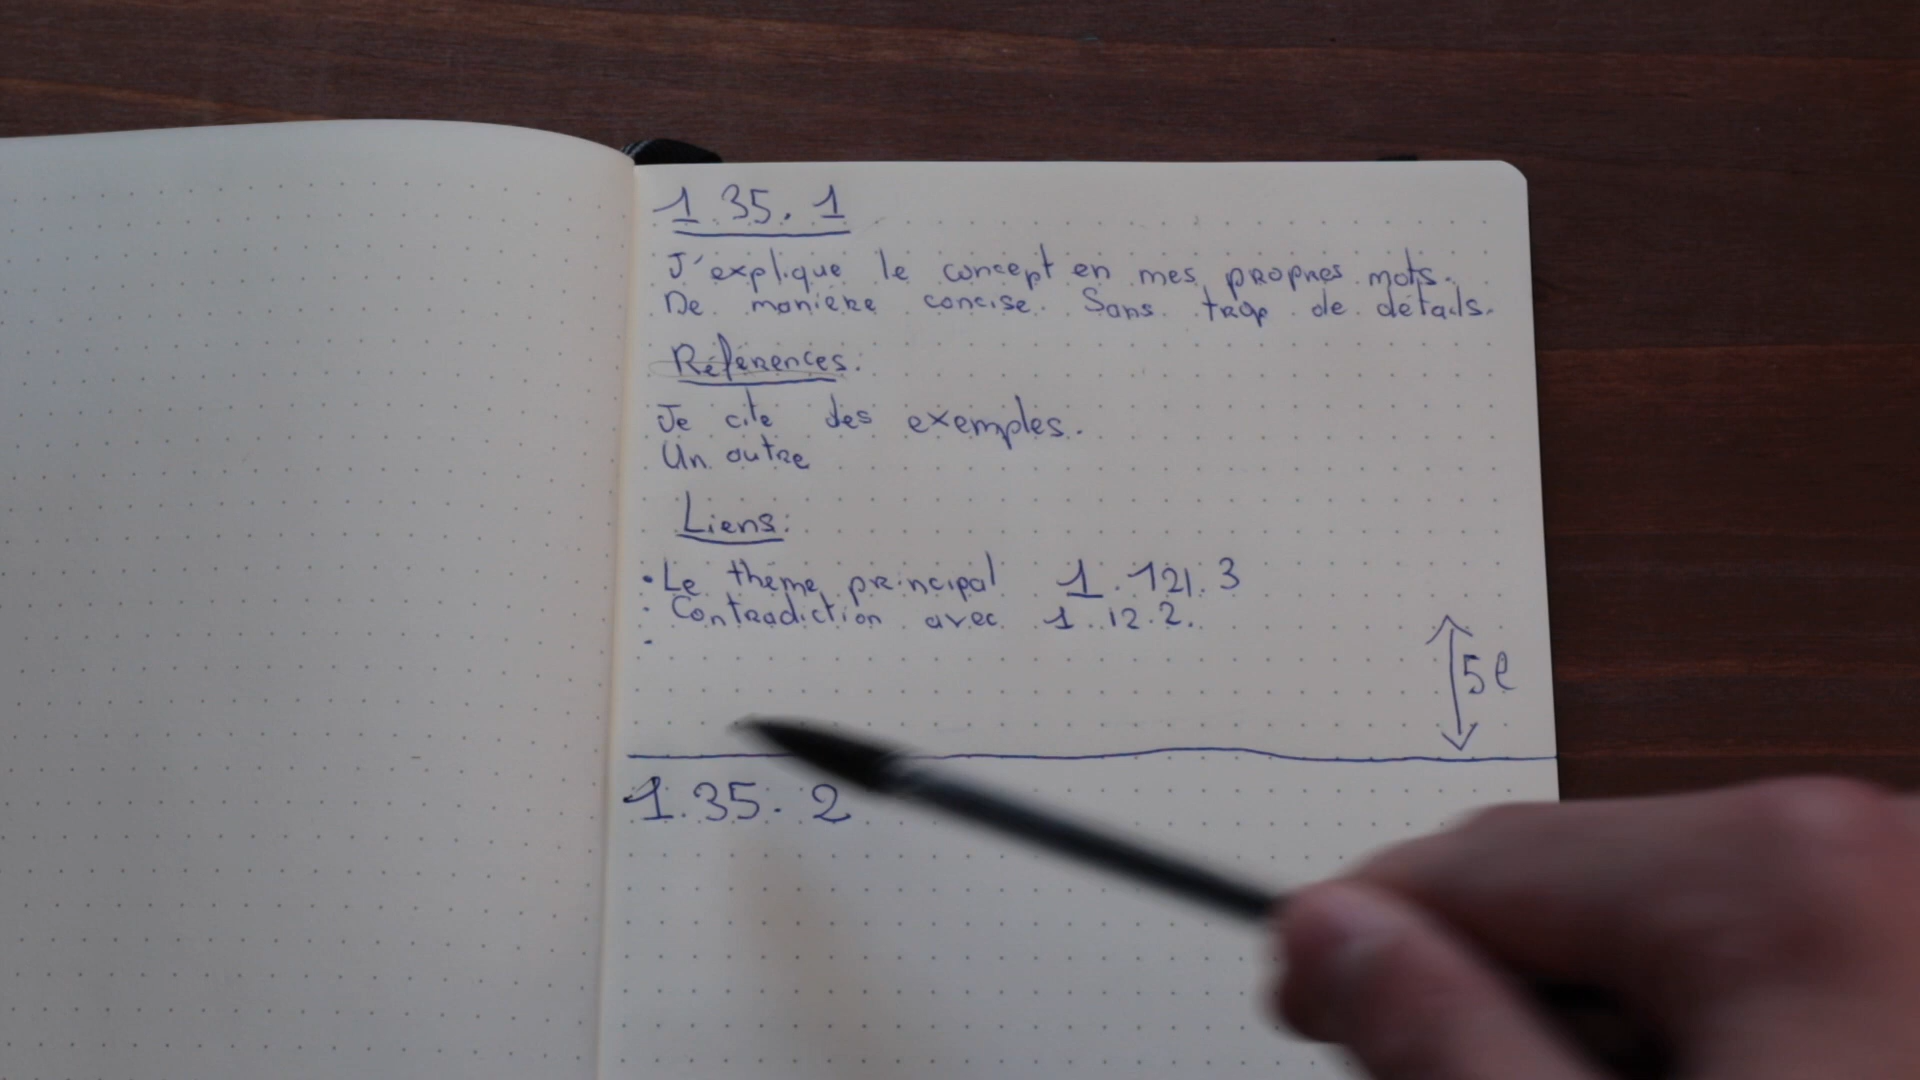 1.35.1
J'explique le concept en mes propres mots.
De manière concise. Sans trop de détails.
Références:
Je cite des exemples.
Un autre
Liens:
• Le thème principal 1.121.3
• Contradiction avec 1.12.2.
•
5l
1.35.2